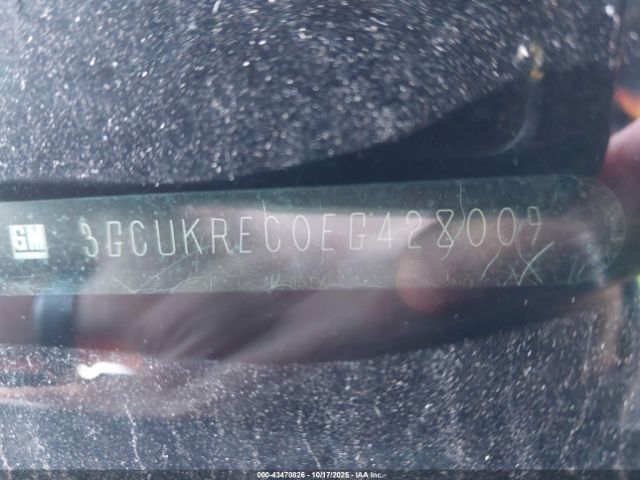 GM 3GCUKREC0EG428009
000-43470826 - 10/17/2025 - IAA Inc.